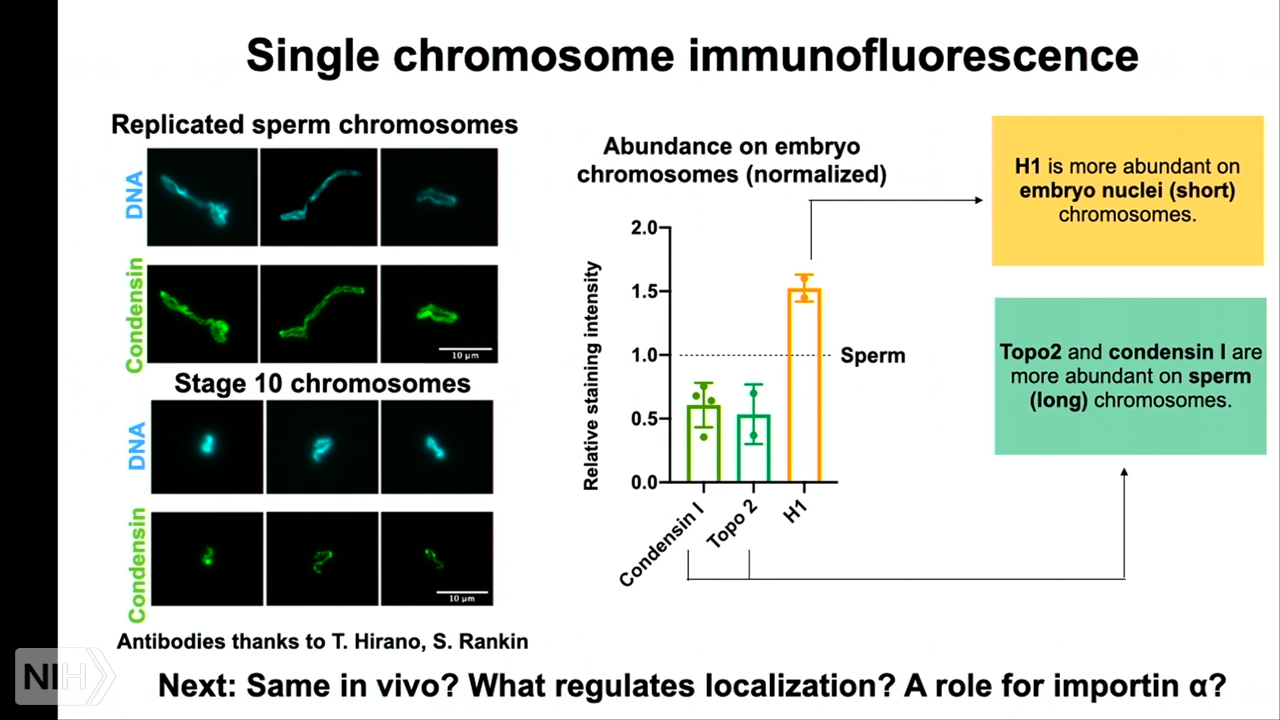 Single chromosome immunofluorescence
Replicated sperm chromosomes
DNA
Condensin
10 µm
Stage 10 chromosomes
DNA
Condensin
10 µm
Antibodies thanks to T. Hirano, S. Rankin
Abundance on embryo
chromosomes (normalized)
Relative staining intensity
2.0
1.5
1.0
0.5
0.0
Sperm
Condensin I
Topo 2
H1
H1 is more abundant on
embryo nuclei (short)
chromosomes.
Topo2 and condensin I are
more abundant on sperm
(long) chromosomes.
NIH
Next: Same in vivo? What regulates localization? A role for importin α?